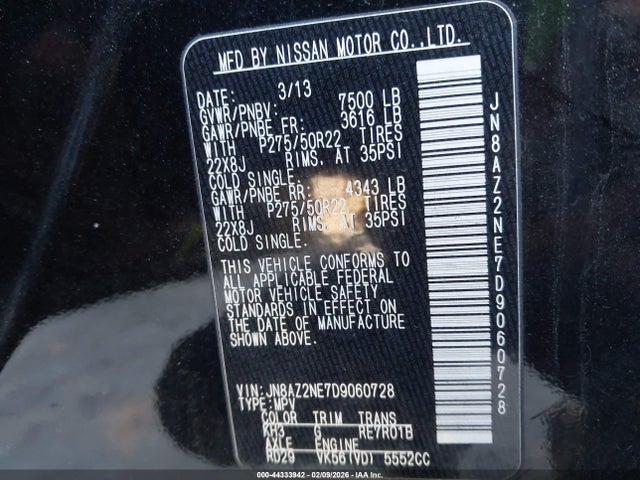 MFD BY NISSAN MOTOR CO.,LTD.
DATE: 3/13
GVWR/PNBV: 7500 LB
GAWR/PNBE FR: 3616 LB
WITH P275/50R22 TIRES
22X8J RIMS. AT 35PSI
COLD SINGLE.
GAWR/PNBE RR: 4343 LB
WITH P275/50R22 TIRES
22X8J RIMS. AT 35PSI
COLD SINGLE.
THIS VEHICLE CONFORMS TO
ALL APPLICABLE FEDERAL
MOTOR VEHICLE SAFETY
STANDARDS IN EFFECT ON
THE DATE OF MANUFACTURE
SHOWN ABOVE.
VIN:JN8AZ2NE7D9060728
TYPE:MPV
COLOR TRIM TRANS
KH3 G RE7R01B
AXLE ENGINE
RD29 VK56(VD) 5552CC
JN8AZ2NE7D9060728
000-44333942 - 02/09/2026 - IAA Inc.